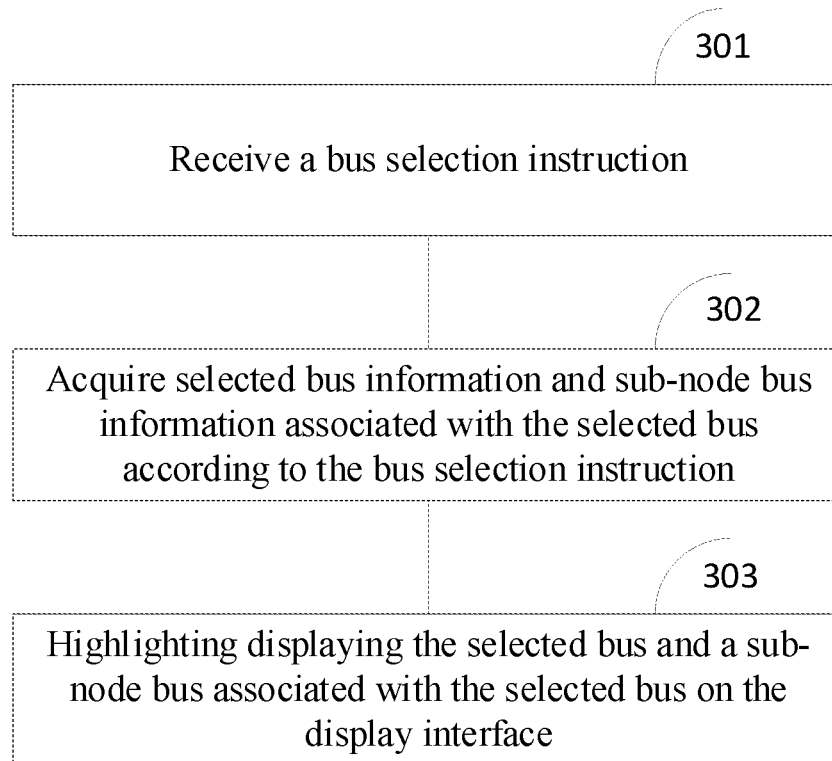 301
Receive a bus selection instruction
302
Acquire selected bus information and sub-node bus
information associated with the selected bus
according to the bus selection instruction
303
Highlighting displaying the selected bus and a sub-
node bus associated with the selected bus on the
display interface